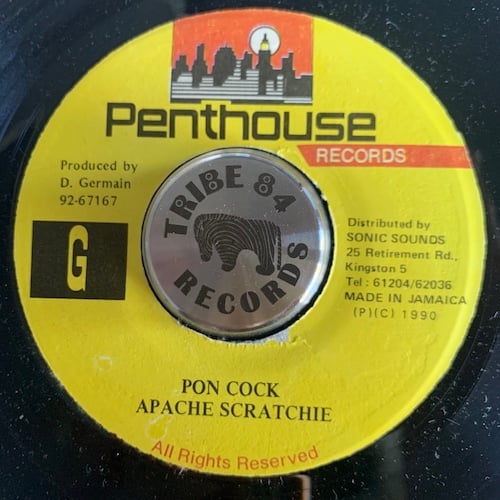 Penthouse
RECORDS
Produced by
D. Germain
92-67167
G
TRIBE 84
RECORDS
Distributed by
SONIC SOUNDS
25 Retirement Rd.,
Kingston 5
Tel : 61204/62036
MADE IN JAMAICA
(P)(C) 1990
PON COCK
APACHE SCRATCHIE
All Rights Reserved